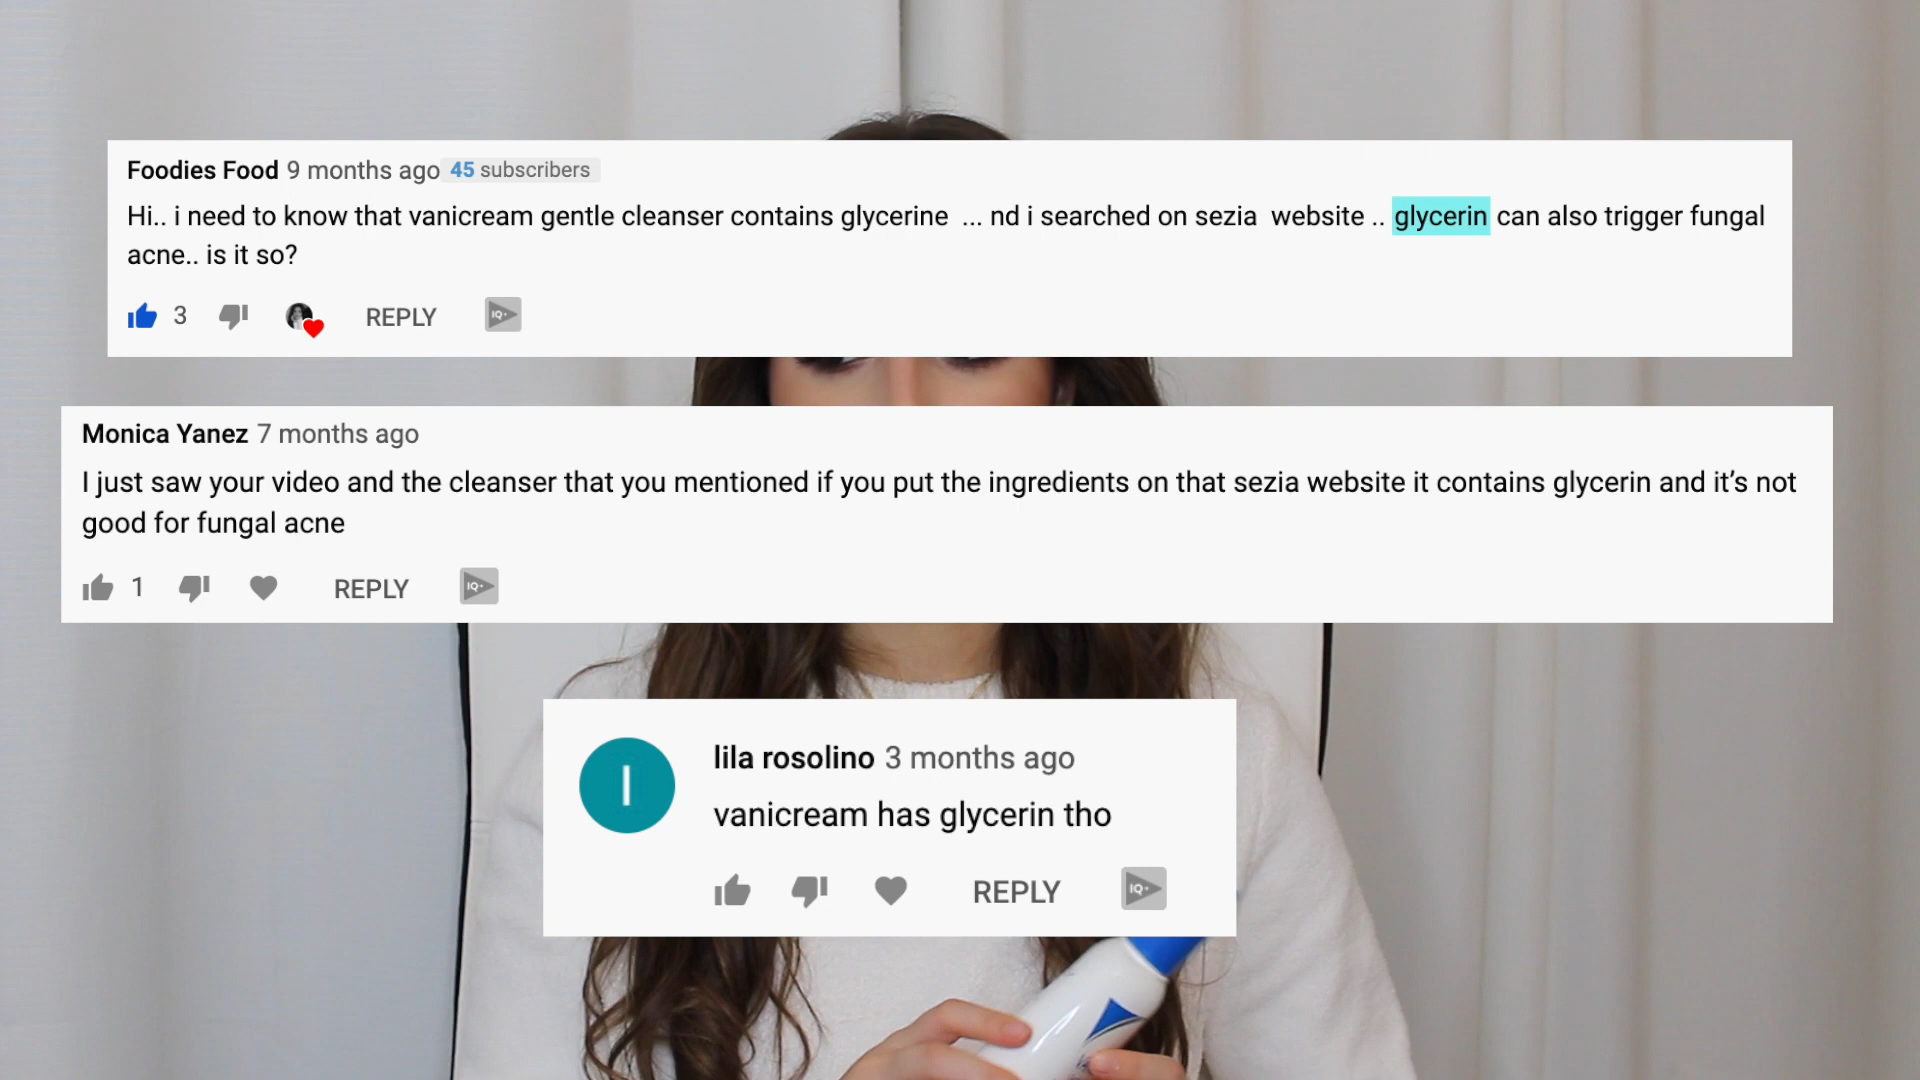 Foodies Food 9 months ago 45 subscribers
Hi.. i need to know that vanicream gentle cleanser contains glycerine ... nd i searched on sezia website .. glycerin can also trigger fungal
acne.. is it so?
3 REPLY IQ+
Monica Yanez 7 months ago
I just saw your video and the cleanser that you mentioned if you put the ingredients on that sezia website it contains glycerin and it’s not
good for fungal acne
1 REPLY IQ+
l
lila rosolino 3 months ago
vanicream has glycerin tho
REPLY IQ+